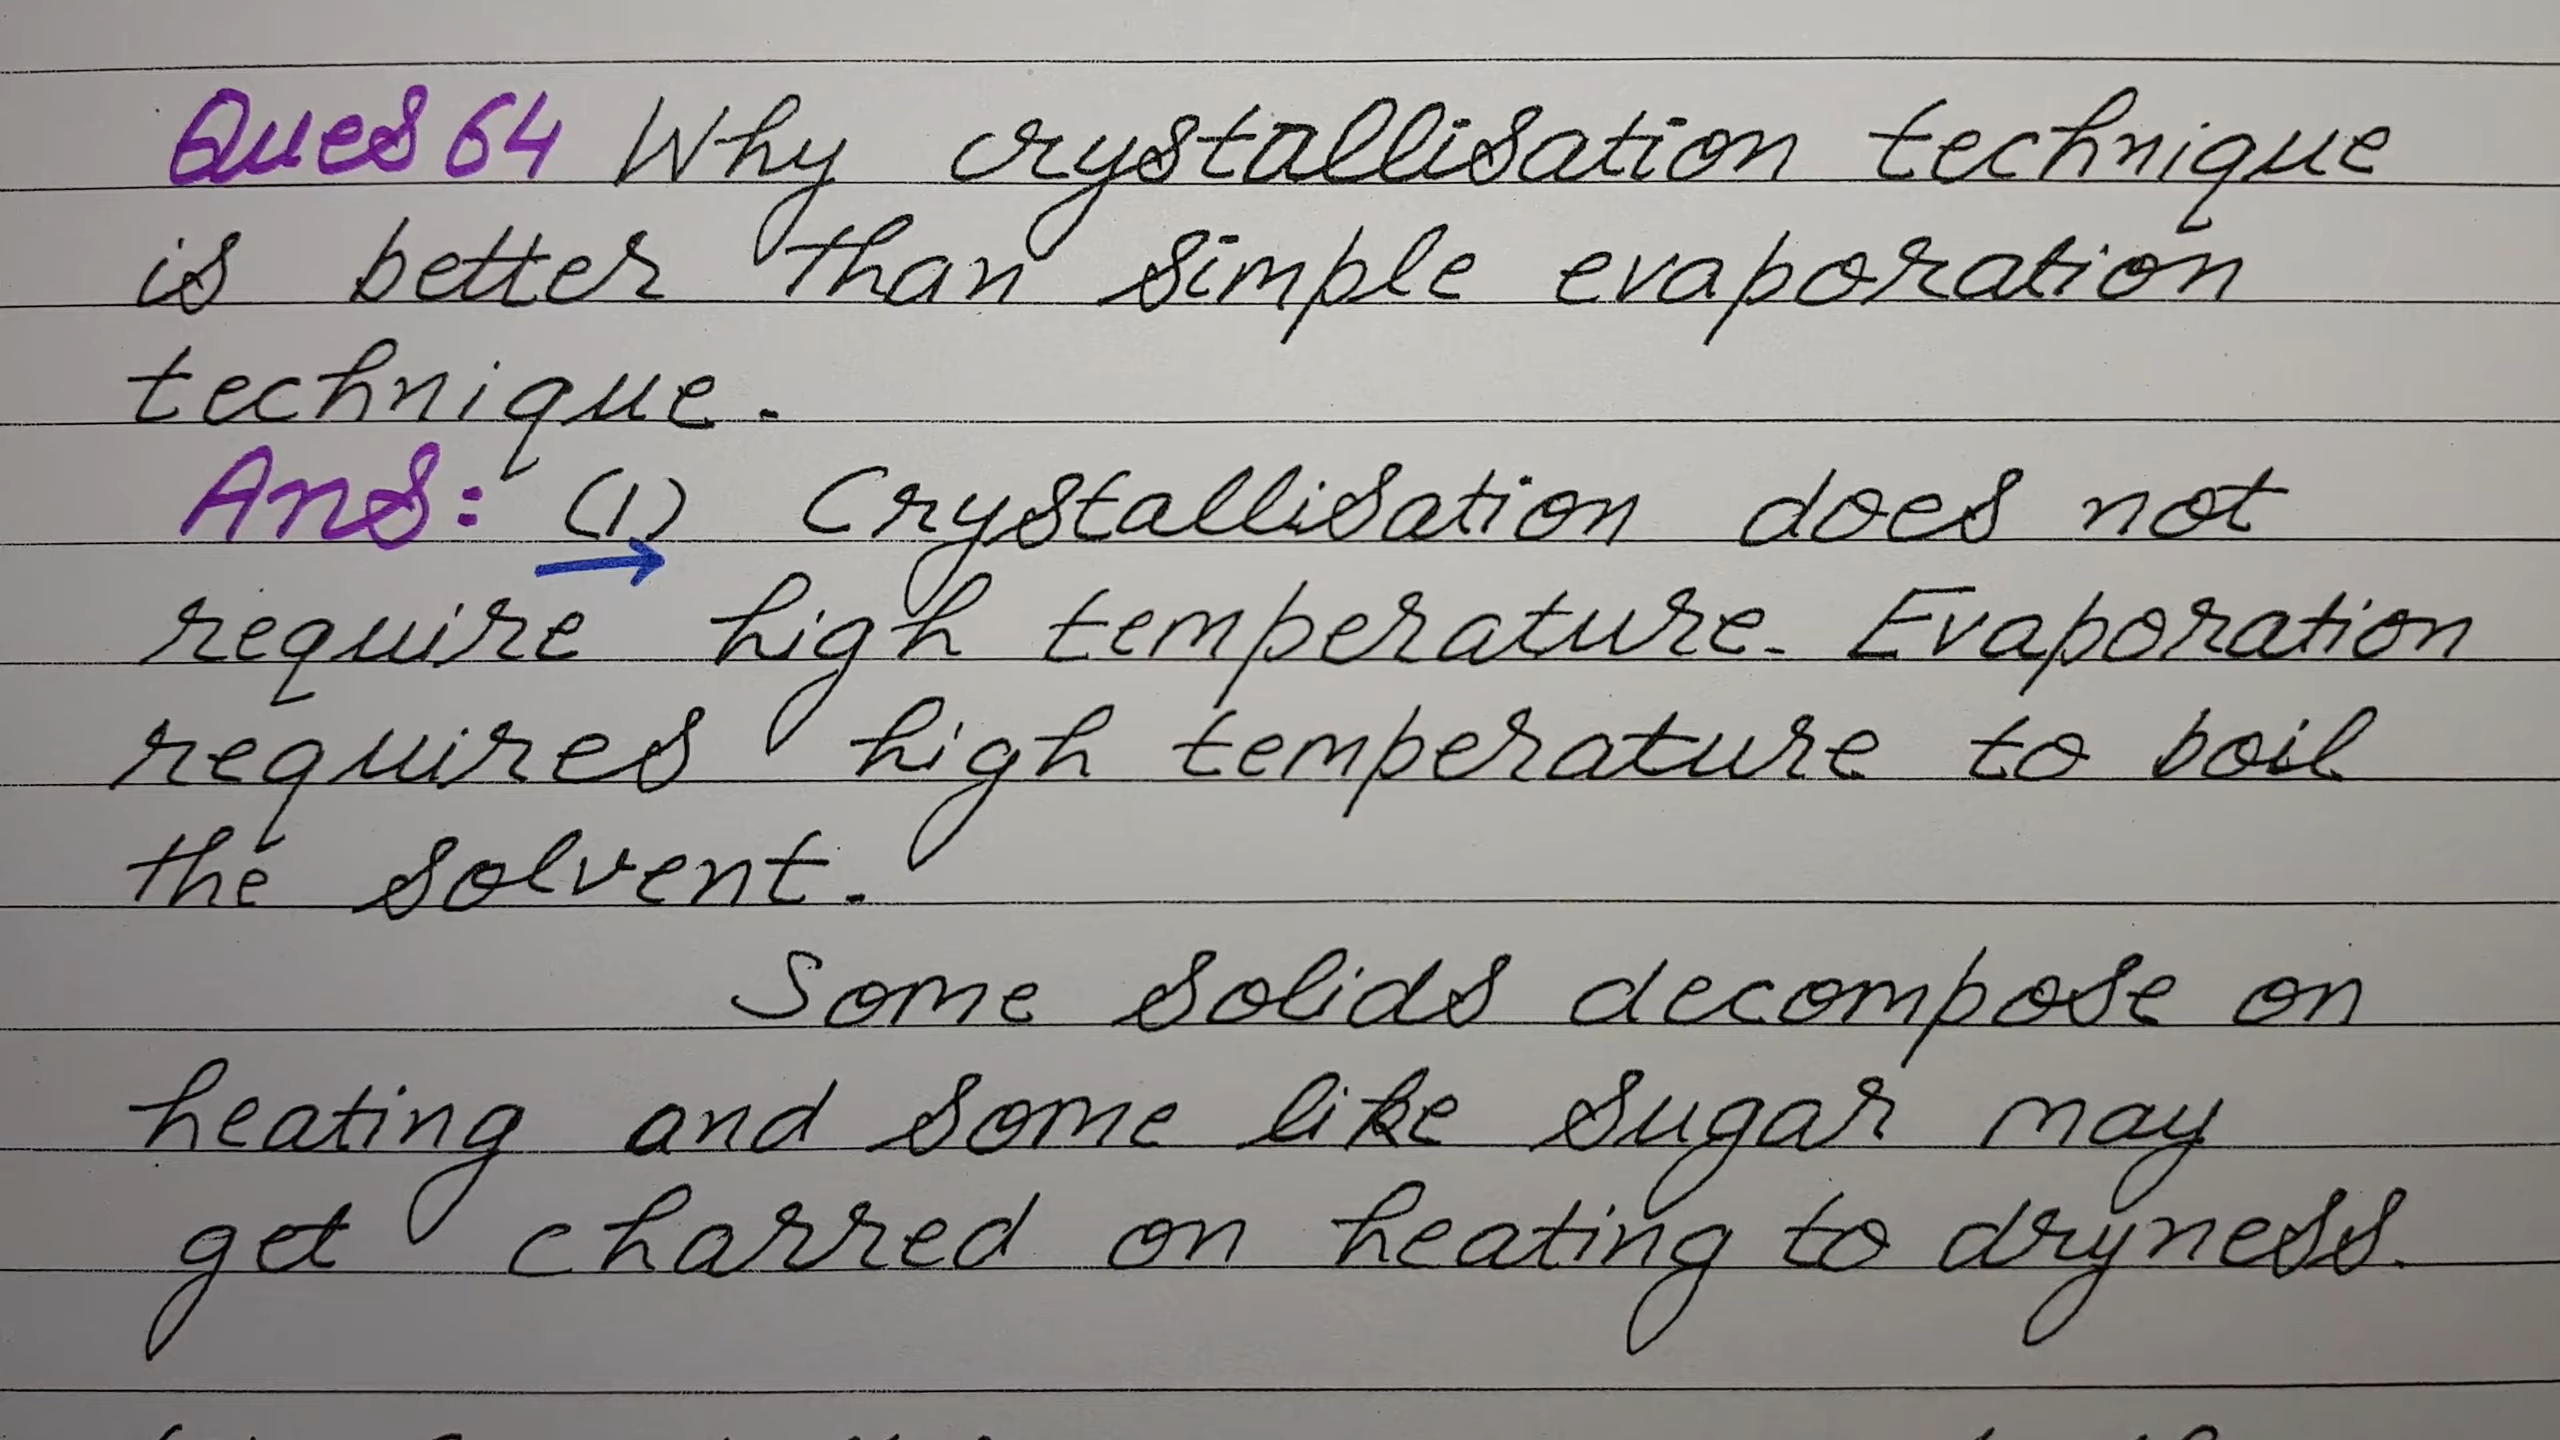 Ques 64 Why crystallisation technique
is better than simple evaporation
technique.
Ans: (1) Crystallisation does not
require high temperature. Evaporation
requires high temperature to boil
the solvent.
Some solids decompose on
heating and some like sugar may
get charred on heating to dryness.